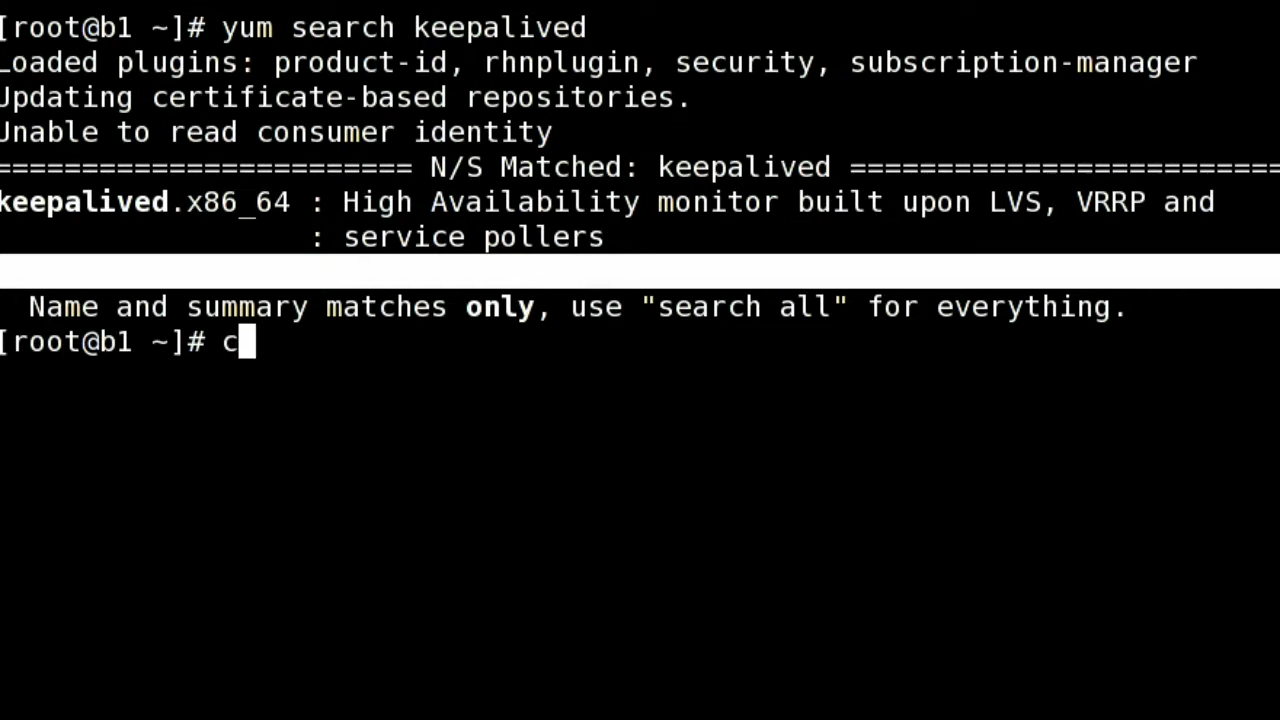 [root@b1 ~]# yum search keepalived
Loaded plugins: product-id, rhnplugin, security, subscription-manager
Updating certificate-based repositories.
Unable to read consumer identity
======================== N/S Matched: keepalived =========================
keepalived.x86_64 : High Availability monitor built upon LVS, VRRP and
: service pollers
Name and summary matches only, use "search all" for everything.
[root@b1 ~]# c